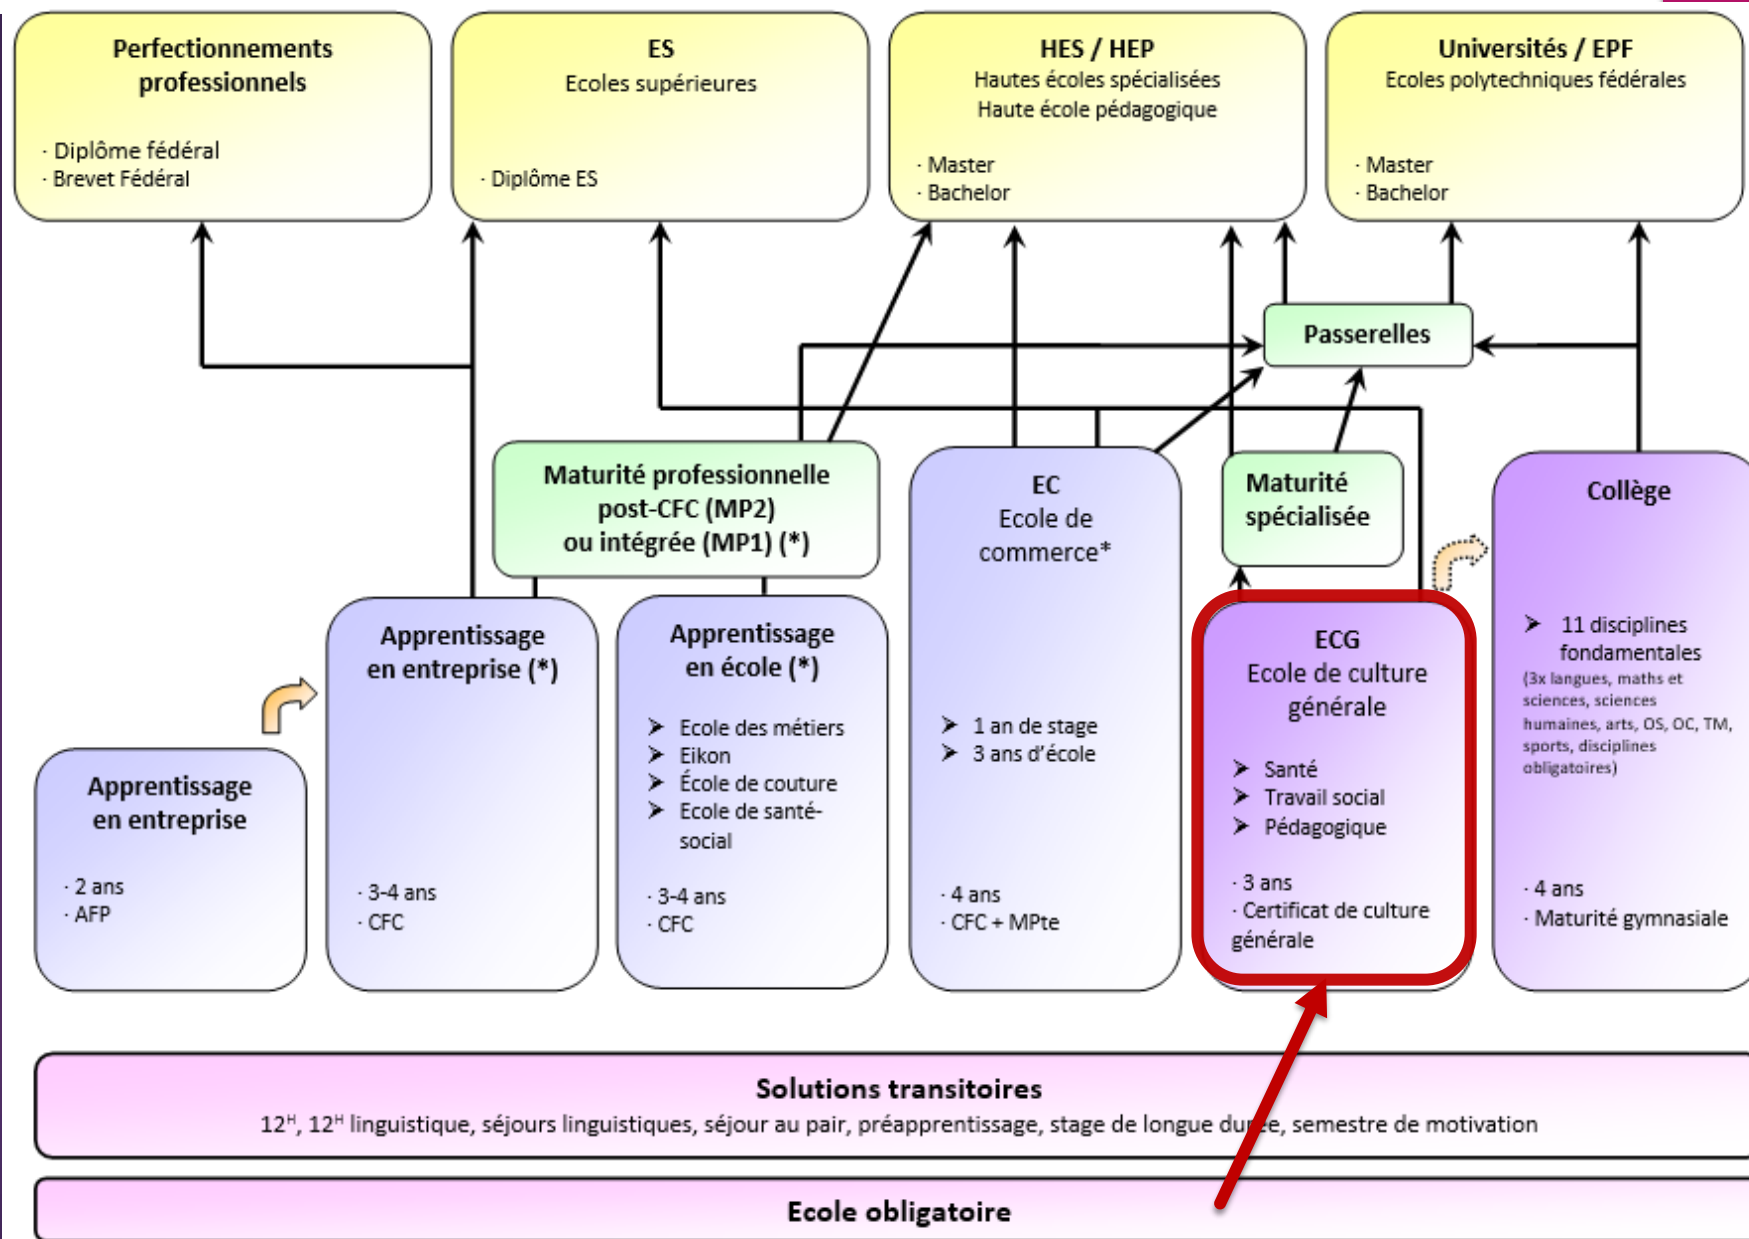 Perfectionnements
professionnels
· Diplôme fédéral
· Brevet Fédéral
ES
Ecoles supérieures
· Diplôme ES
HES / HEP
Hautes écoles spécialisées
Haute école pédagogique
· Master
· Bachelor
Universités / EPF
Ecoles polytechniques fédérales
· Master
· Bachelor
Passerelles
Maturité professionnelle
post-CFC (MP2)
ou intégrée (MP1) (*)
Maturité
spécialisée
Apprentissage
en entreprise
· 2 ans
· AFP
Apprentissage
en entreprise (*)
· 3-4 ans
· CFC
Apprentissage
en école (*)
➤ Ecole des métiers
➤ Eikon
➤ École de couture
➤ Ecole de santé-
social
· 3-4 ans
· CFC
EC
Ecole de
commerce*
➤ 1 an de stage
➤ 3 ans d'école
· 4 ans
· CFC + MPte
ECG
Ecole de culture
générale
➤ Santé
➤ Travail social
➤ Pédagogique
· 3 ans
· Certificat de culture
générale
Collège
➤ 11 disciplines
fondamentales
(3x langues, maths et
sciences, sciences
humaines, arts, OS, OC, TM,
sports, disciplines
obligatoires)
· 4 ans
· Maturité gymnasiale
Solutions transitoires
12ᴴ, 12ᴴ linguistique, séjours linguistiques, séjour au pair, préapprentissage, stage de longue durée, semestre de motivation
Ecole obligatoire